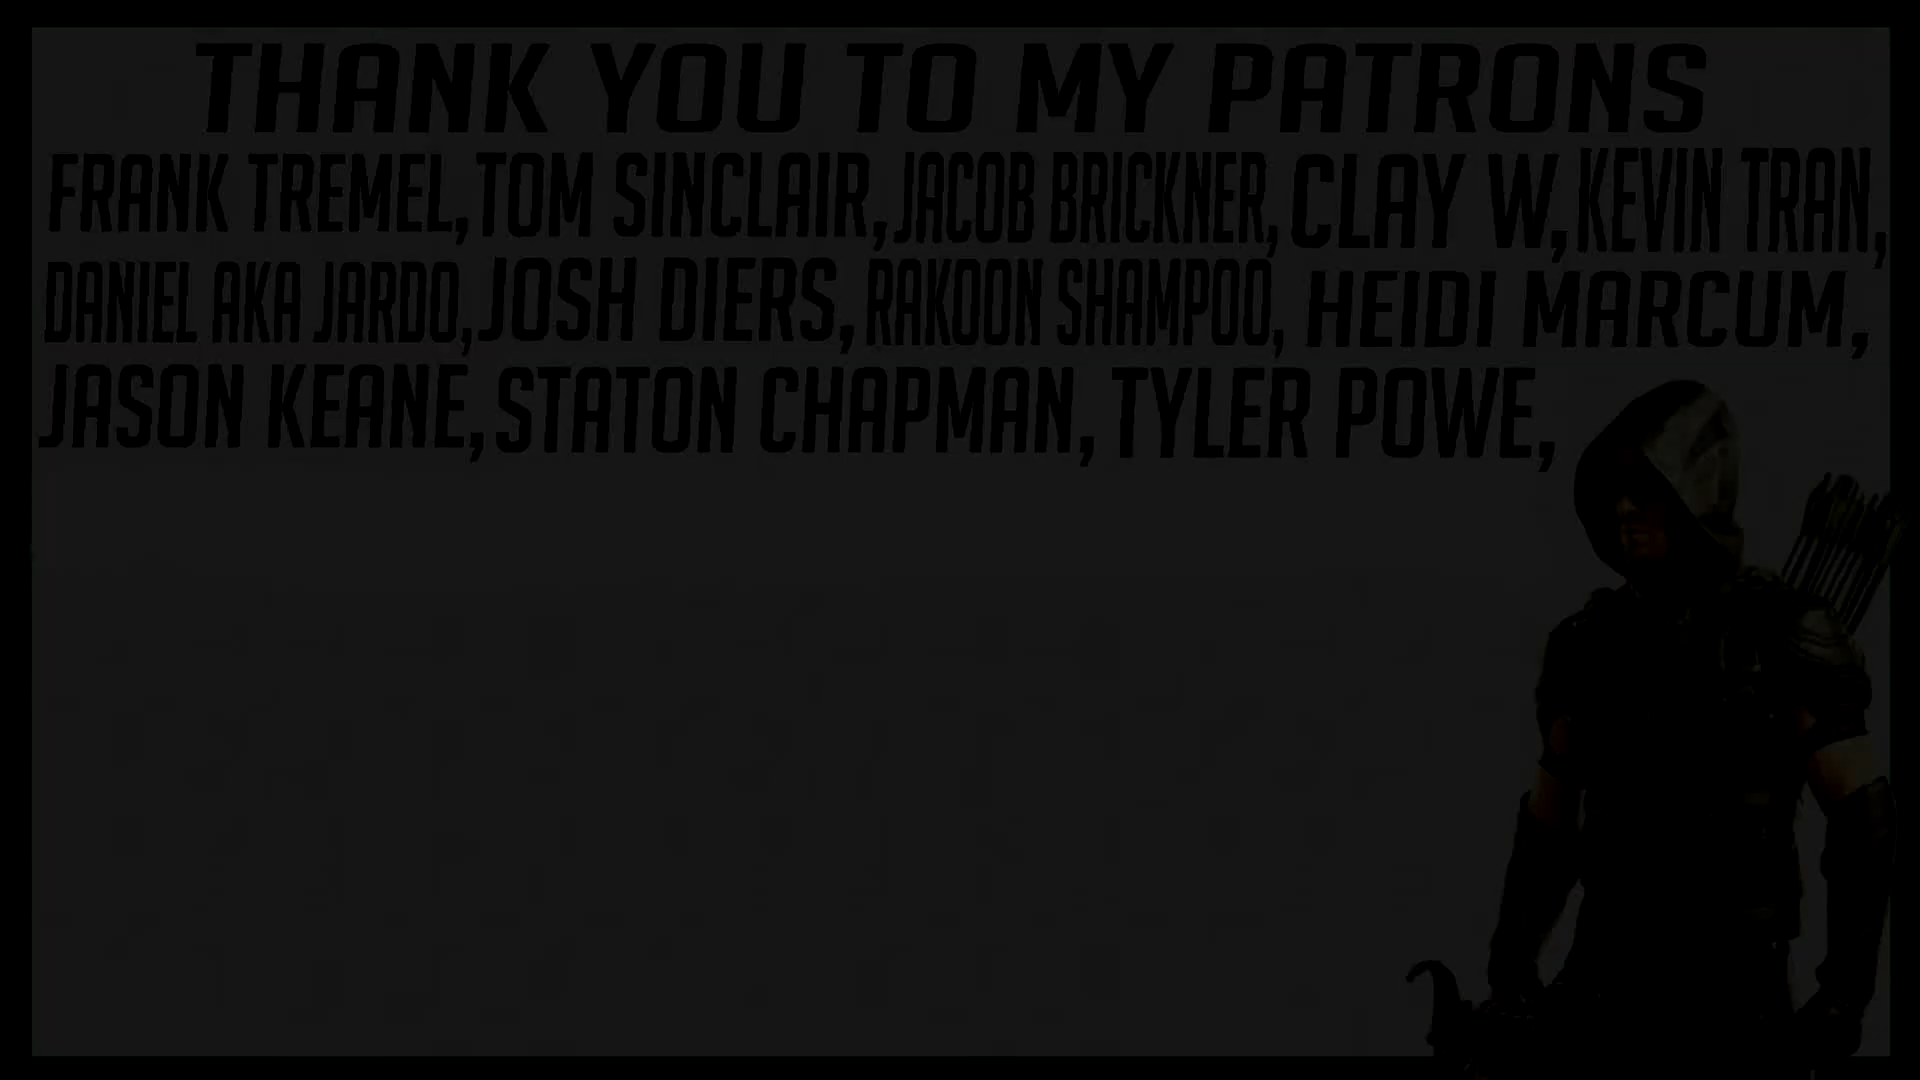 THANK YOU TO MY PATRONS
FRANK TREMEL, TOM SINCLAIR, JACOB BRICKNER, CLAY W, KEVIN TRAN,
DANIEL AKA JARDO, JOSH DIERS, RAKOON SHAMPOO, HEIDI MARCUM,
JASON KEANE, STATON CHAPMAN, TYLER POWE,